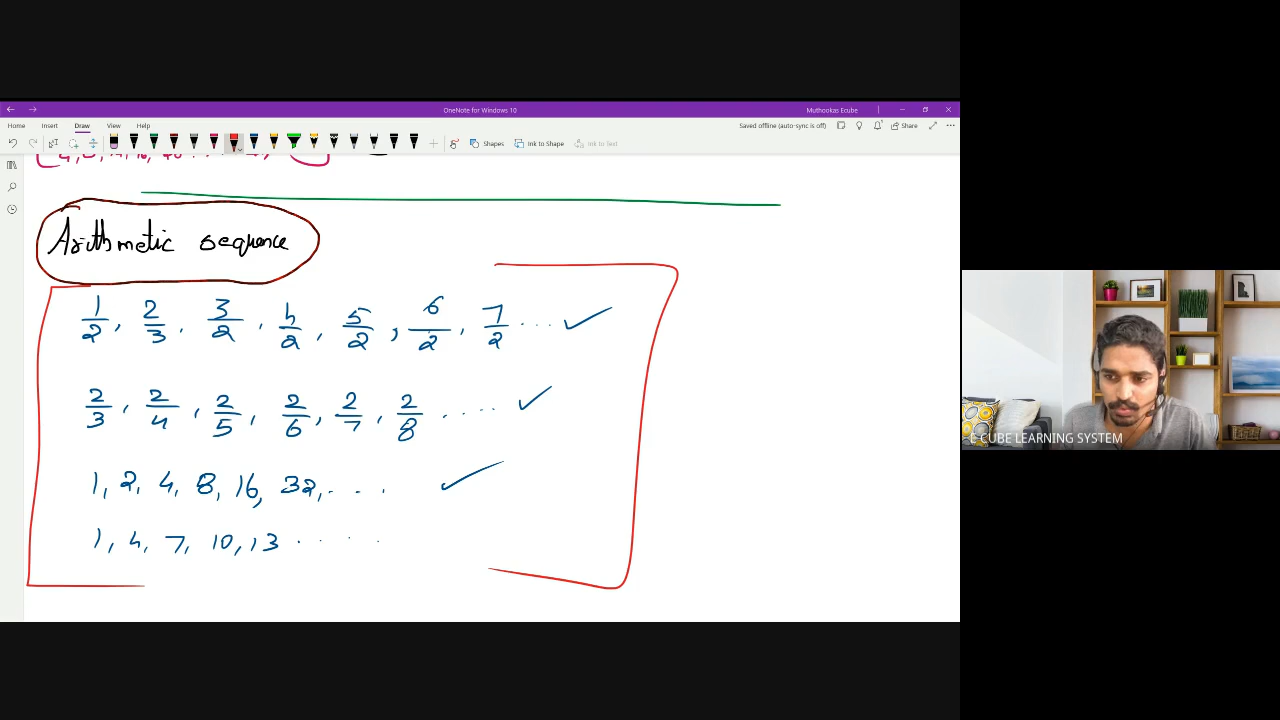 OneNote for Windows 10
Muthookas Ecube
Home Insert Draw View Help
Saved offline (auto-sync is off) Share
Shapes Ink to Shape Ink to Text
Arithmetic sequence
1/2, 2/3, 3/2, 4/2, 5/2, 6/2, 7/2 ... ✓
2/3, 2/4, 2/5, 2/6, 2/7, 2/8 .... ✓
1, 2, 4, 8, 16, 32, ... ✓
1, 4, 7, 10, 13 ....
E CUBE LEARNING SYSTEM